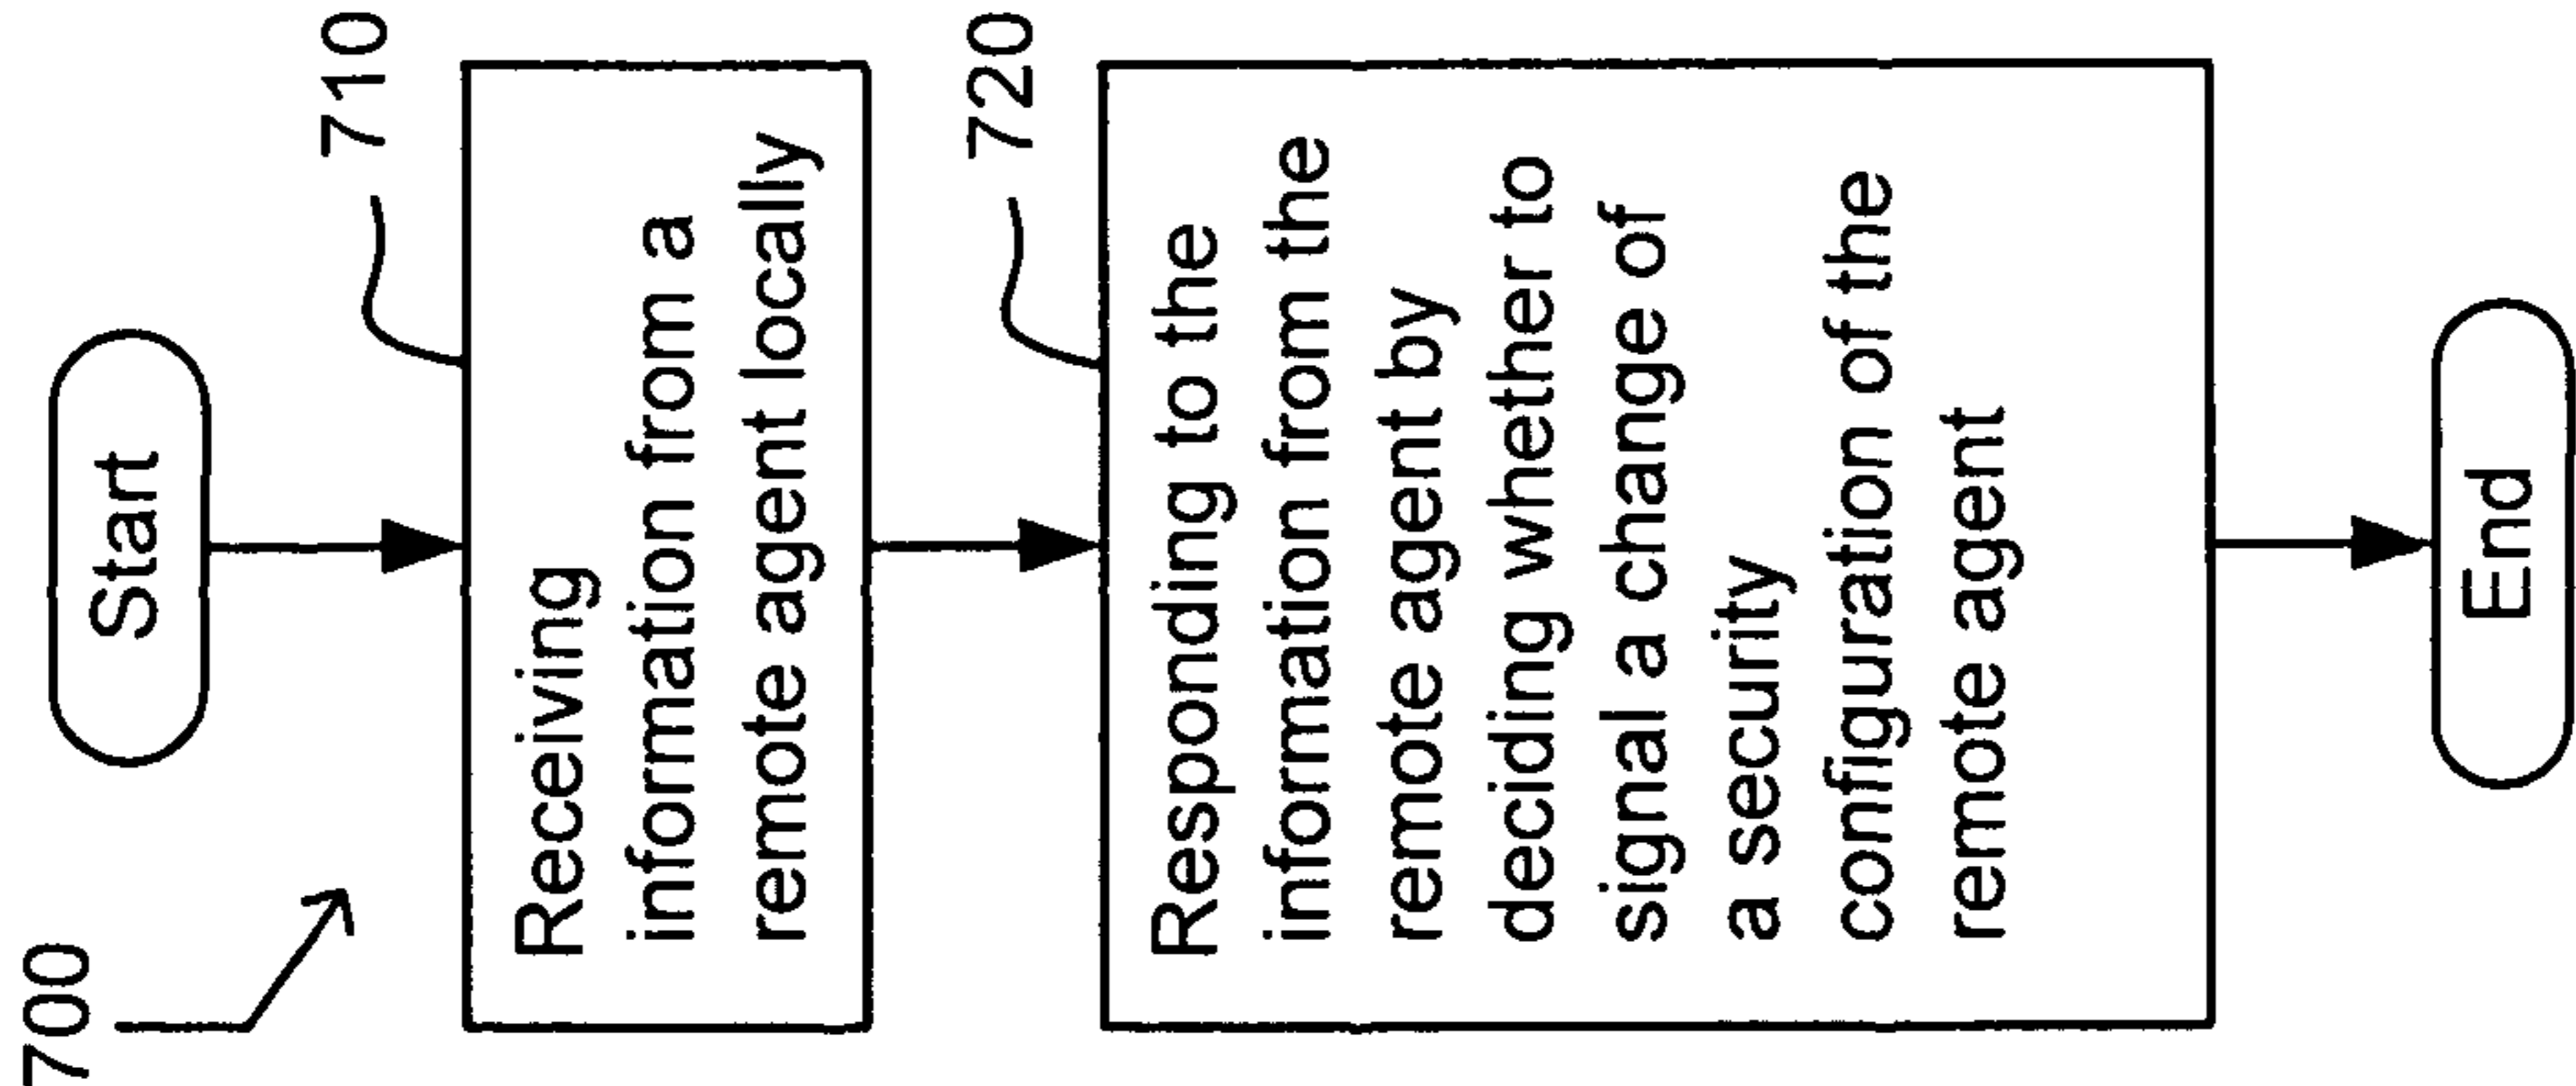 700
Start
710
Receiving
information from a
remote agent locally
720
Responding to the
information from the
remote agent by
deciding whether to
signal a change of
a security
configuration of the
remote agent
End